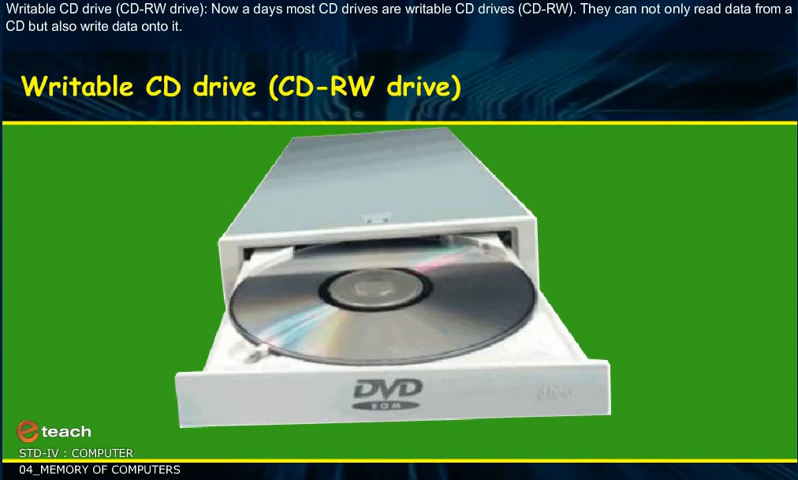 Writable CD drive (CD-RW drive): Now a days most CD drives are writable CD drives (CD-RW). They can not only read data from a
CD but also write data onto it.
Writable CD drive (CD-RW drive)
DVD
ROM
e teach
STD-IV : COMPUTER
04_MEMORY OF COMPUTERS